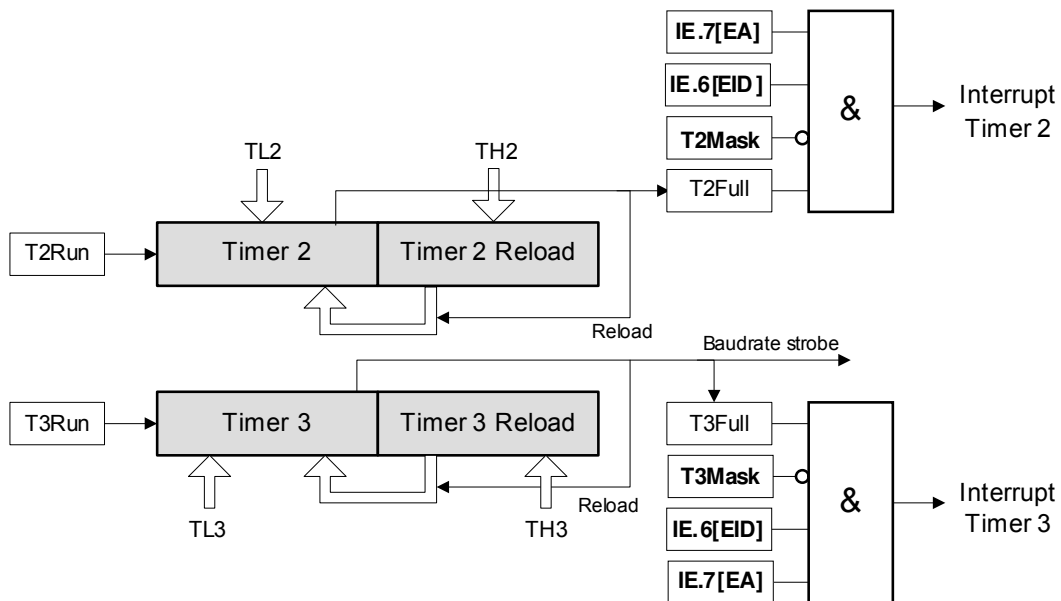 IE.7[EA]
IE.6[EID]
T2Mask
T2Full
&
Interrupt
Timer 2
TL2
TH2
T2Run
Timer 2
Timer 2 Reload
Reload
Baudrate strobe
T3Run
Timer 3
Timer 3 Reload
Reload
TL3
TH3
T3Full
T3Mask
IE.6[EID]
IE.7[EA]
&
Interrupt
Timer 3